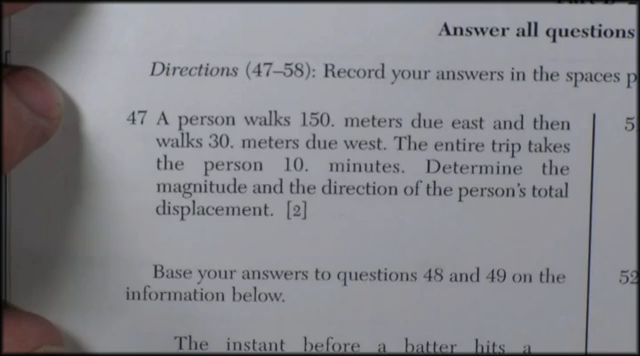 Answer all questions
Directions (47–58): Record your answers in the spaces p
47 A person walks 150. meters due east and then
walks 30. meters due west. The entire trip takes
the person 10. minutes. Determine the
magnitude and the direction of the person's total
displacement. [2]
5
Base your answers to questions 48 and 49 on the
information below.
52
The instant before a batter hits a